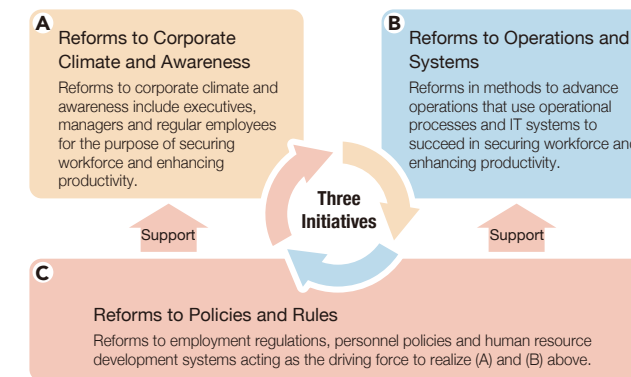 A
Reforms to Corporate
Climate and Awareness
Reforms to corporate climate and
awareness include executives,
managers and regular employees
for the purpose of securing
workforce and enhancing
productivity.
B
Reforms to Operations and
Systems
Reforms in methods to advance
operations that use operational
processes and IT systems to
succeed in securing workforce and
enhancing productivity.
Three
Initiatives
Support
Support
C
Reforms to Policies and Rules
Reforms to employment regulations, personnel policies and human resource
development systems acting as the driving force to realize (A) and (B) above.